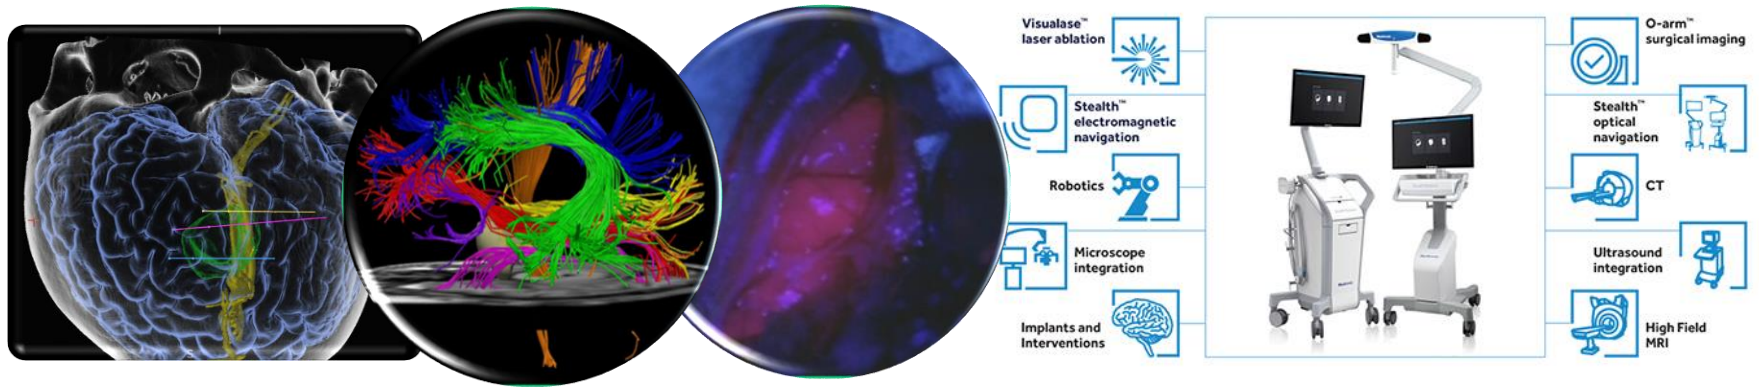 Visualase™
laser ablation
Stealth™
electromagnetic
navigation
Robotics
Microscope
integration
Implants and
Interventions
O-arm™
surgical imaging
Stealth™
optical
navigation
CT
Ultrasound
integration
High Field
MRI